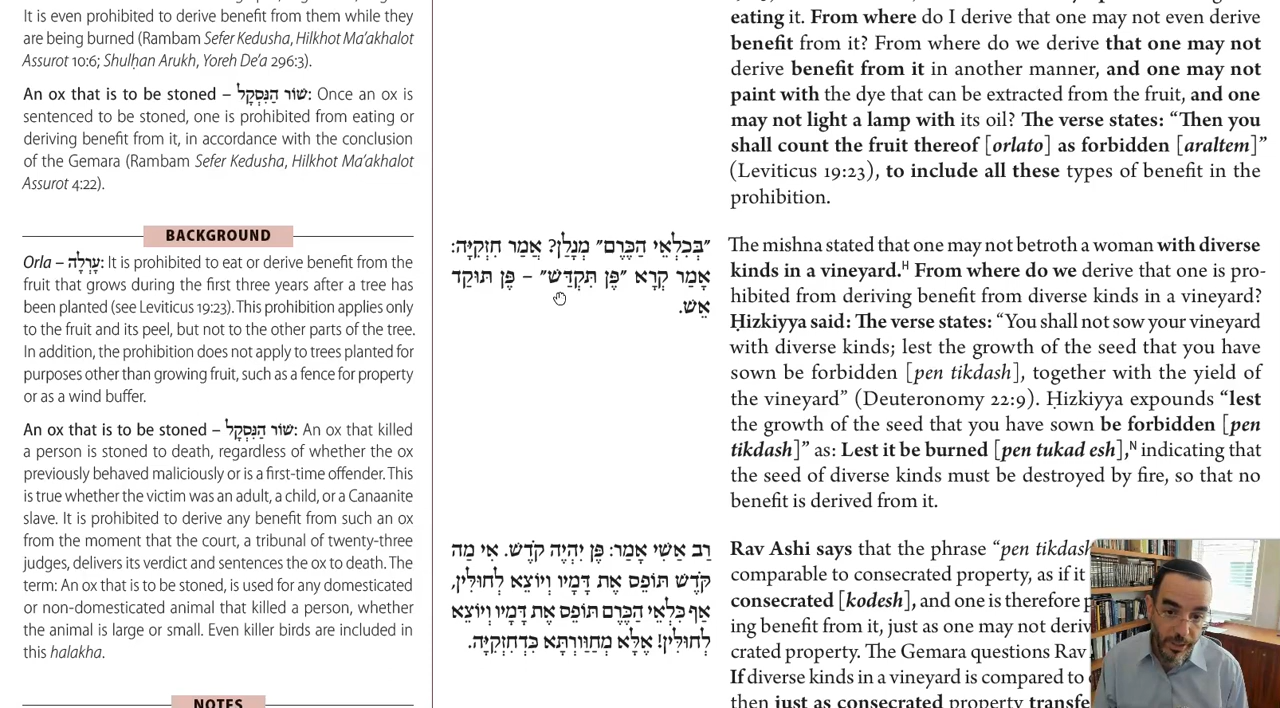 It is even prohibited to derive benefit from them while they
are being burned (Rambam Sefer Kedusha, Hilkhot Ma'akhalot
Assurot 10:6; Shulḥan Arukh, Yoreh De'a 296:3).
An ox that is to be stoned – שׁוֹר הַנִּסְקָל: Once an ox is
sentenced to be stoned, one is prohibited from eating or
deriving benefit from it, in accordance with the conclusion
of the Gemara (Rambam Sefer Kedusha, Hilkhot Ma'akhalot
Assurot 4:22).
BACKGROUND
Orla – עָרְלָה: It is prohibited to eat or derive benefit from the
fruit that grows during the first three years after a tree has
been planted (see Leviticus 19:23). This prohibition applies only
to the fruit and its peel, but not to the other parts of the tree.
In addition, the prohibition does not apply to trees planted for
purposes other than growing fruit, such as a fence for property
or as a wind buffer.
An ox that is to be stoned – שׁוֹר הַנִּסְקָל: An ox that killed
a person is stoned to death, regardless of whether the ox
previously behaved maliciously or is a first-time offender. This
is true whether the victim was an adult, a child, or a Canaanite
slave. It is prohibited to derive any benefit from such an ox
from the moment that the court, a tribunal of twenty-three
judges, delivers its verdict and sentences the ox to death. The
term: An ox that is to be stoned, is used for any domesticated
or non-domesticated animal that killed a person, whether
the animal is large or small. Even killer birds are included in
this halakha.
NOTES
״בְּכִלְאֵי הַכֶּרֶם״ מְנָלַן? אָמַר חִזְקִיָּה:
אָמַר קְרָא ״פֶּן תִּקְדַּשׁ״ – פֶּן תּוּקַד
אֵשׁ.
רַב אָשֵׁי אָמַר: פֶּן יִהְיֶה קֹדֶשׁ. אִי מָה
קֹדֶשׁ תּוֹפֵס אֶת דָּמָיו וְיוֹצֵא לְחוּלִּין,
אַף כִּלְאֵי הַכֶּרֶם תּוֹפֵס אֶת דָּמָיו וְיוֹצֵא
לְחוּלִּין! אֶלָּא מְחַוַּורְתָּא כִּדְחִזְקִיָּה.
eating it. From where do I derive that one may not even derive
benefit from it? From where do we derive that one may not
derive benefit from it in another manner, and one may not
paint with the dye that can be extracted from the fruit, and one
may not light a lamp with its oil? The verse states: “Then you
shall count the fruit thereof [orlato] as forbidden [araltem]”
(Leviticus 19:23), to include all these types of benefit in the
prohibition.
The mishna stated that one may not betroth a woman with diverse
kinds in a vineyard.H From where do we derive that one is pro-
hibited from deriving benefit from diverse kinds in a vineyard?
Ḥizkiyya said: The verse states: “You shall not sow your vineyard
with diverse kinds; lest the growth of the seed that you have
sown be forbidden [pen tikdash], together with the yield of
the vineyard” (Deuteronomy 22:9). Ḥizkiyya expounds “lest
the growth of the seed that you have sown be forbidden [pen
tikdash]” as: Lest it be burned [pen tukad esh],N indicating that
the seed of diverse kinds must be destroyed by fire, so that no
benefit is derived from it.
Rav Ashi says that the phrase “pen tikdash
comparable to consecrated property, as if it
consecrated [kodesh], and one is therefore p
ing benefit from it, just as one may not deriv
crated property. The Gemara questions Rav
If diverse kinds in a vineyard is compared to
then just as consecrated property transfe